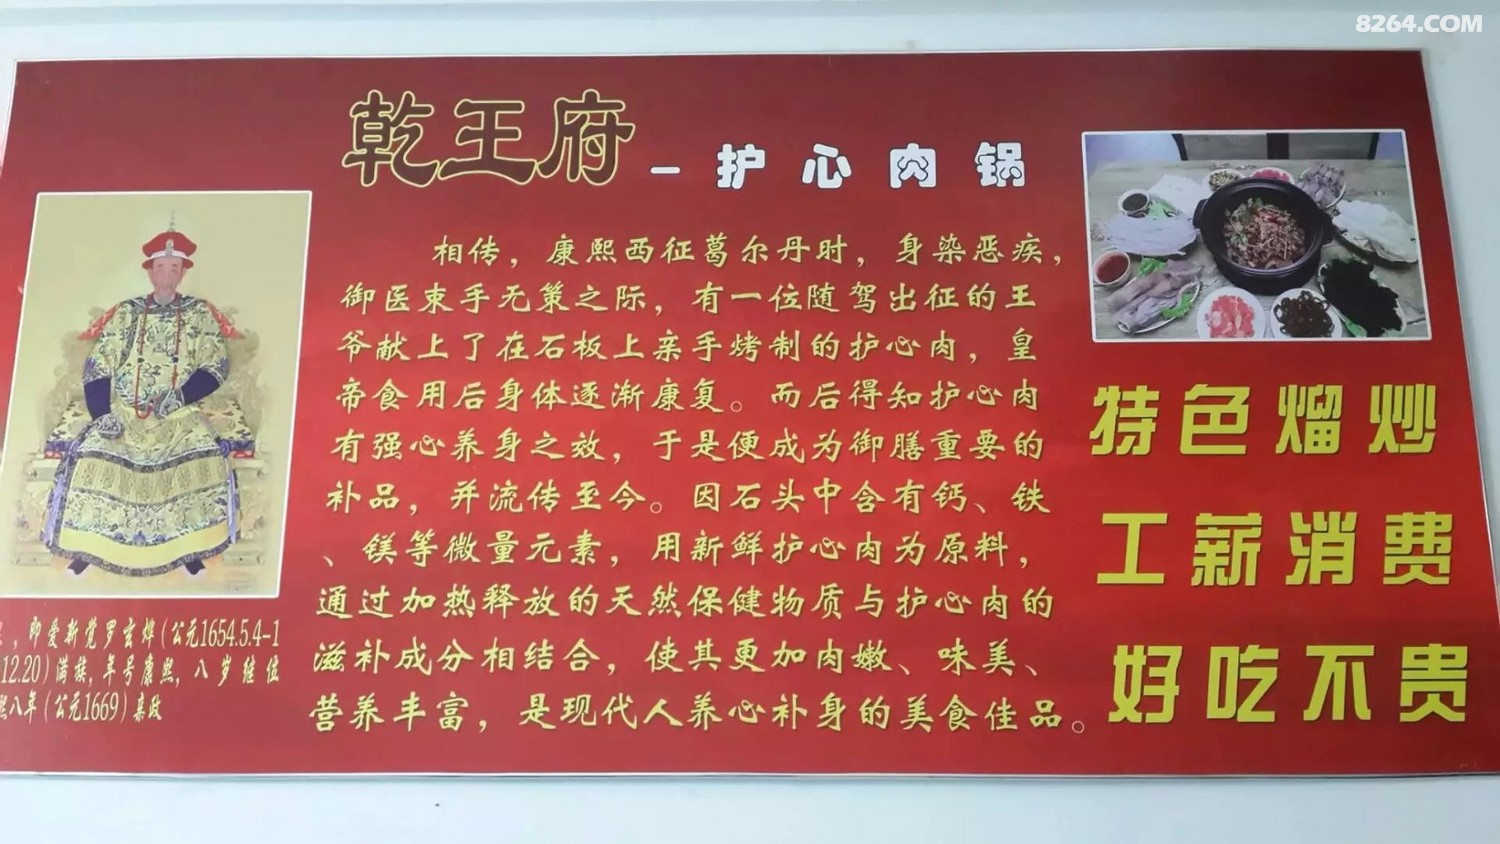 8264.COM
乾王府-护心肉锅
相传，康熙西征葛尔丹时，身染恶疾，
御医束手无策之际，有一位随驾出征的王
爷献上了在石板上亲手烤制的护心肉，皇
帝食用后身体逐渐康复。而后得知护心肉
有强心养身之效，于是便成为御膳重要的
补品，并流传至今。因石头中含有钙、铁
、镁等微量元素，用新鲜护心肉为原料，
通过加热释放的天然保健物质与护心肉的
滋补成分相结合，使其更加肉嫩、味美、
营养丰富，是现代人养心补身的美食佳品。
，即爱新觉罗玄烨(公元1654.5.4-1
12.20)满族,年号康熙,八岁继位
熙八年(公元1669)亲政
特色熘炒
工薪消费
好吃不贵